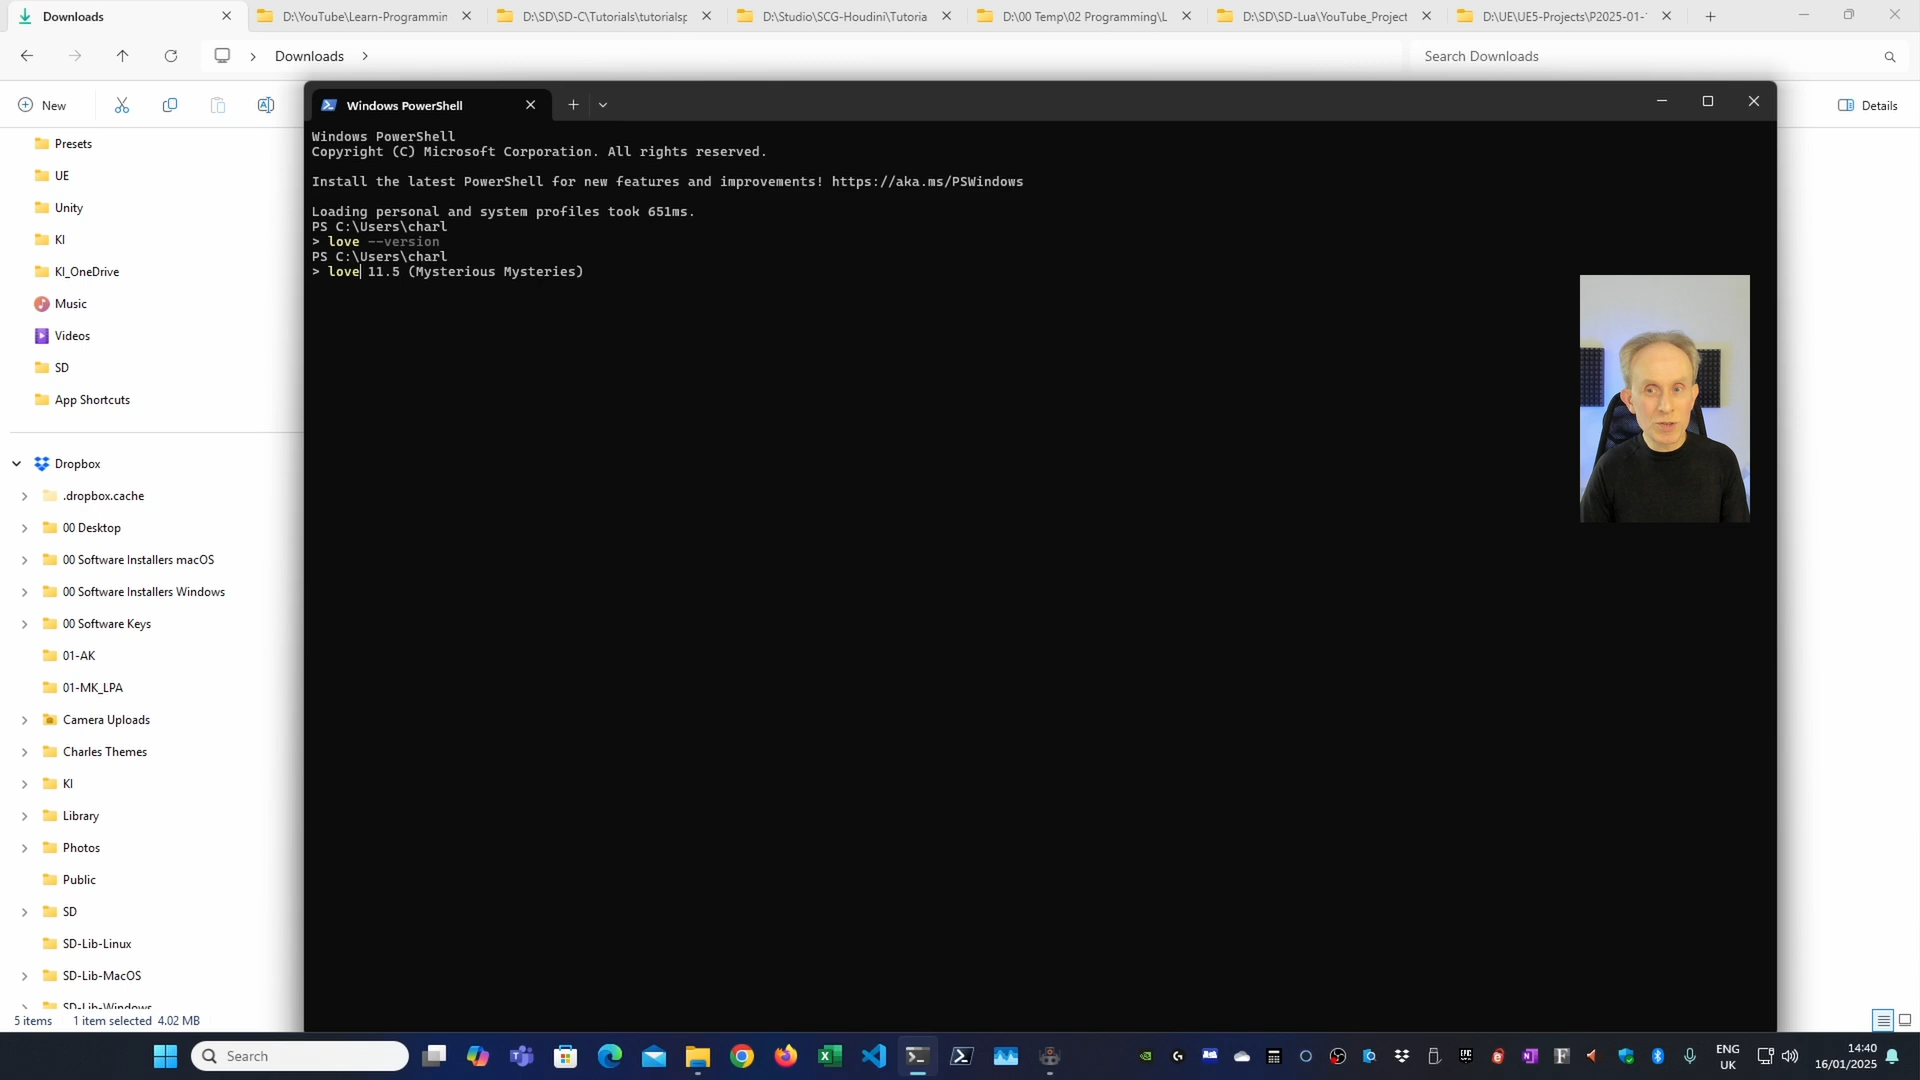 Downloads
D:\YouTube\Learn-Programmin
D:\SD\SD-C\Tutorials\tutorialsp
D:\Studio\SCG-Houdini\Tutoria
D:\00 Temp\02 Programming\L
D:\SD\SD-Lua\YouTube_Project
D:\UE\UE5-Projects\P2025-01-
Downloads
Search Downloads
New
Details
Windows PowerShell
Windows PowerShell
Copyright (C) Microsoft Corporation. All rights reserved.
Install the latest PowerShell for new features and improvements! https://aka.ms/PSWindows
Loading personal and system profiles took 651ms.
PS C:\Users\charl
> love --version
PS C:\Users\charl
> love 11.5 (Mysterious Mysteries)
Presets
UE
Unity
KI
KI_OneDrive
Music
Videos
SD
App Shortcuts
Dropbox
.dropbox.cache
00 Desktop
00 Software Installers macOS
00 Software Installers Windows
00 Software Keys
01-AK
01-MK_LPA
Camera Uploads
Charles Themes
KI
Library
Photos
Public
SD
SD-Lib-Linux
SD-Lib-MacOS
SD-Lib-Windows
5 items
1 item selected 4.02 MB
Search
ENG
UK
14:40
16/01/2025